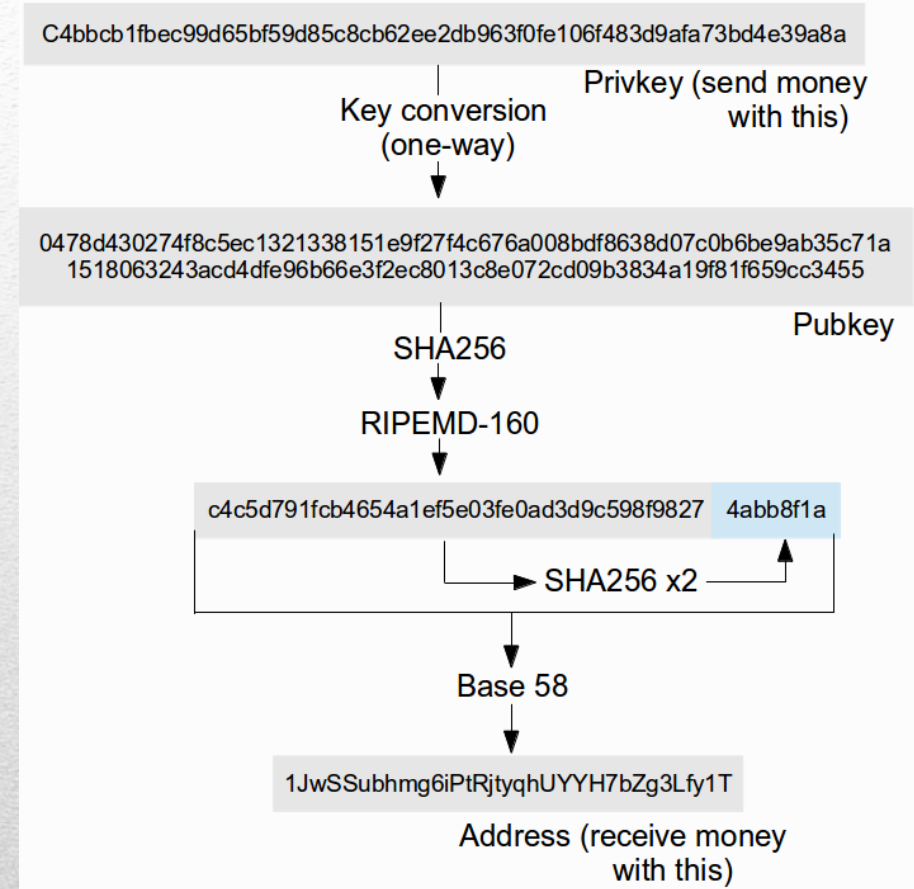 C4bbcb1fbec99d65bf59d85c8cb62ee2db963f0fe106f483d9afa73bd4e39a8a
Privkey (send money
with this)
Key conversion
(one-way)
0478d430274f8c5ec1321338151e9f27f4c676a008bdf8638d07c0b6be9ab35c71a
1518063243acd4dfe96b66e3f2ec8013c8e072cd09b3834a19f81f659cc3455
Pubkey
SHA256
RIPEMD-160
c4c5d791fcb4654a1ef5e03fe0ad3d9c598f9827 4abb8f1a
SHA256 x2
Base 58
1JwSSubhmg6iPtRjtyqhUYYH7bZg3Lfy1T
Address (receive money
with this)